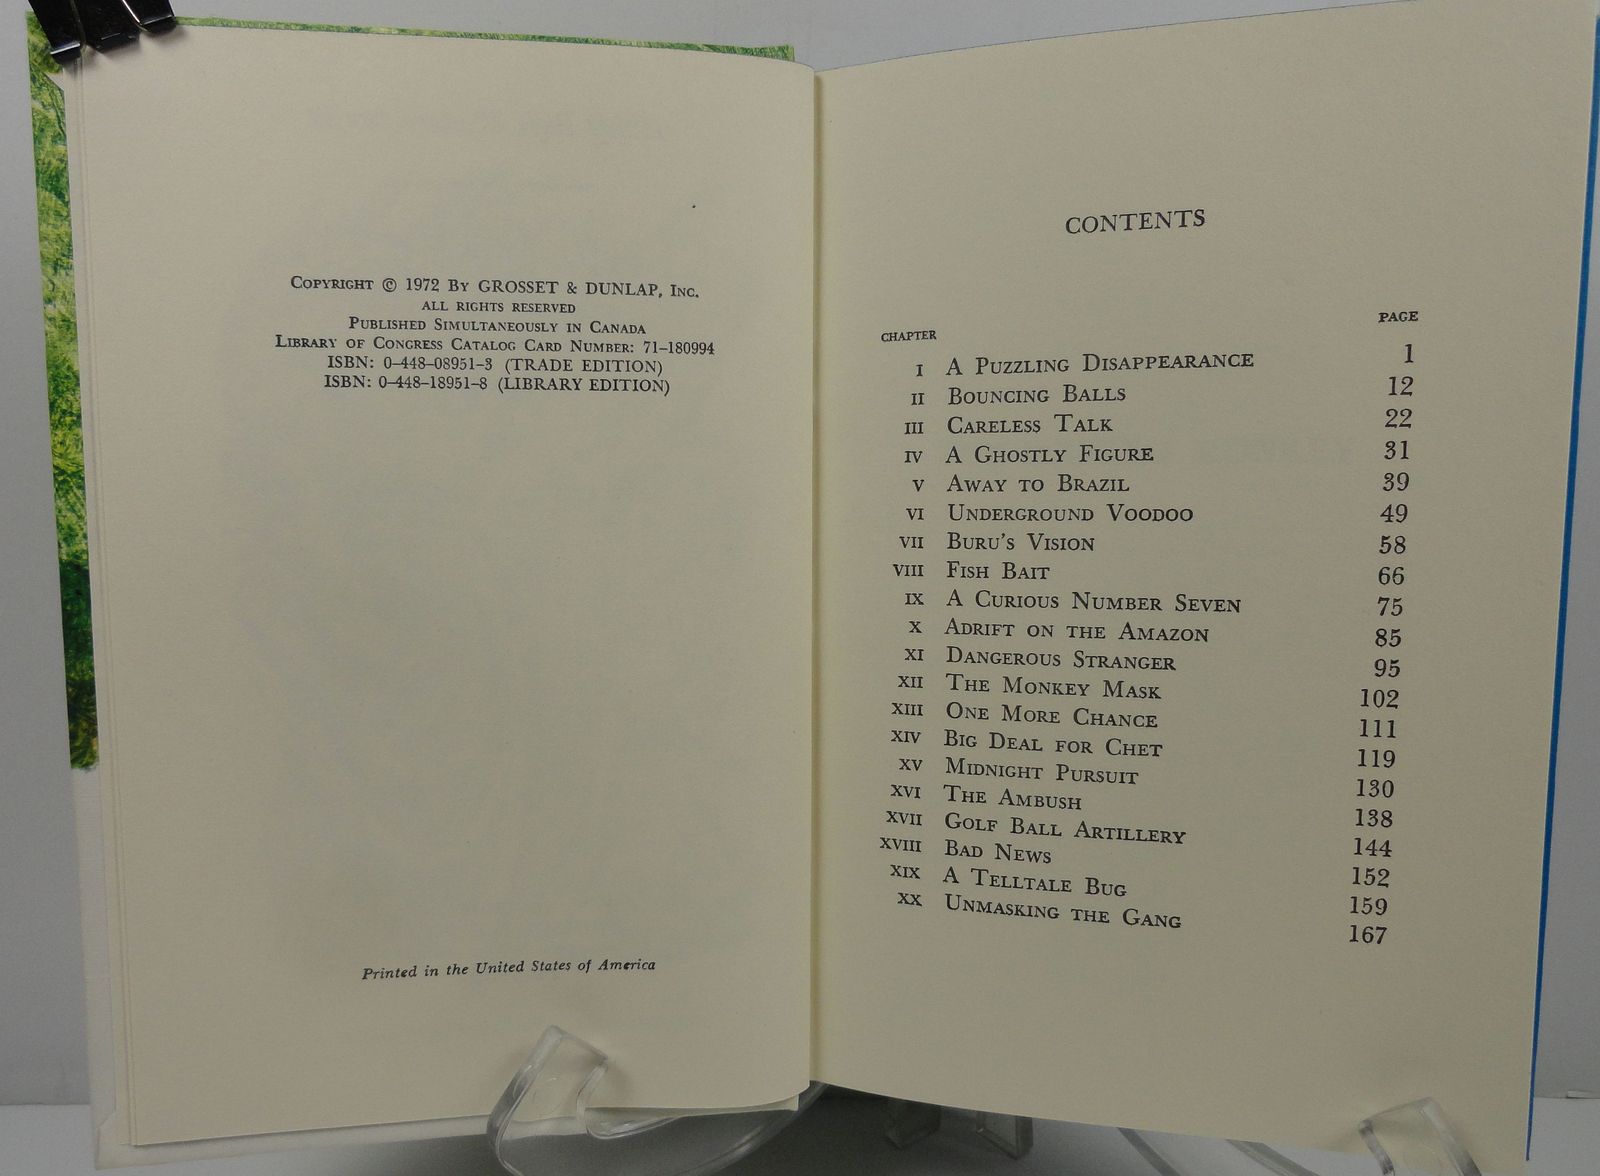 Copyright © 1972 By GROSSET & DUNLAP, Inc.
ALL RIGHTS RESERVED
Published Simultaneously in Canada
Library of Congress Catalog Card Number: 71-180994
ISBN: 0-448-08951-3 (TRADE EDITION)
ISBN: 0-448-18951-8 (LIBRARY EDITION)
Printed in the United States of America
CONTENTS
CHAPTER PAGE
I A Puzzling Disappearance 1
II Bouncing Balls 12
III Careless Talk 22
IV A Ghostly Figure 31
V Away to Brazil 39
VI Underground Voodoo 49
VII Buru's Vision 58
VIII Fish Bait 66
IX A Curious Number Seven 75
X Adrift on the Amazon 85
XI Dangerous Stranger 95
XII The Monkey Mask 102
XIII One More Chance 111
XIV Big Deal for Chet 119
XV Midnight Pursuit 130
XVI The Ambush 138
XVII Golf Ball Artillery 144
XVIII Bad News 152
XIX A Telltale Bug 159
XX Unmasking the Gang 167